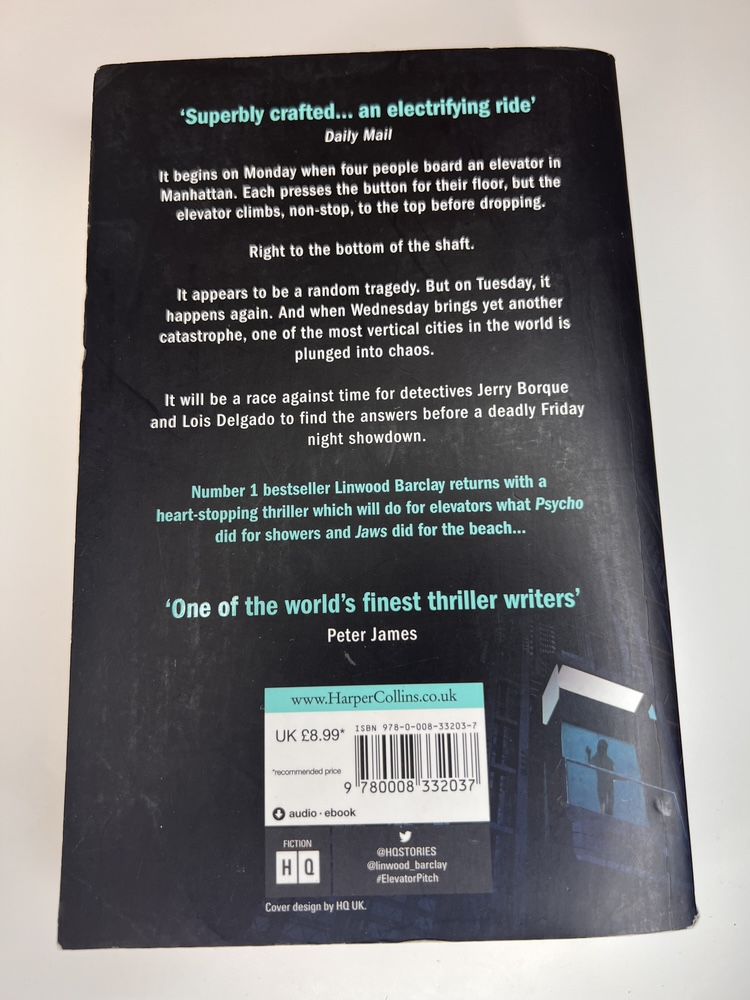 ‘Superbly crafted... an electrifying ride’
Daily Mail
It begins on Monday when four people board an elevator in
Manhattan. Each presses the button for their floor, but the
elevator climbs, non-stop, to the top before dropping.
Right to the bottom of the shaft.
It appears to be a random tragedy. But on Tuesday, it
happens again. And when Wednesday brings yet another
catastrophe, one of the most vertical cities in the world is
plunged into chaos.
It will be a race against time for detectives Jerry Borque
and Lois Delgado to find the answers before a deadly Friday
night showdown.
Number 1 bestseller Linwood Barclay returns with a
heart-stopping thriller which will do for elevators what Psycho
did for showers and Jaws did for the beach...
‘One of the world’s finest thriller writers’
Peter James
www.HarperCollins.co.uk
UK £8.99*
*recommended price
ISBN 978-0-008-33203-7
9 780008 332037
audio · ebook
FICTION
HQ
@HQSTORIES
@linwood_barclay
#ElevatorPitch
Cover design by HQ UK.